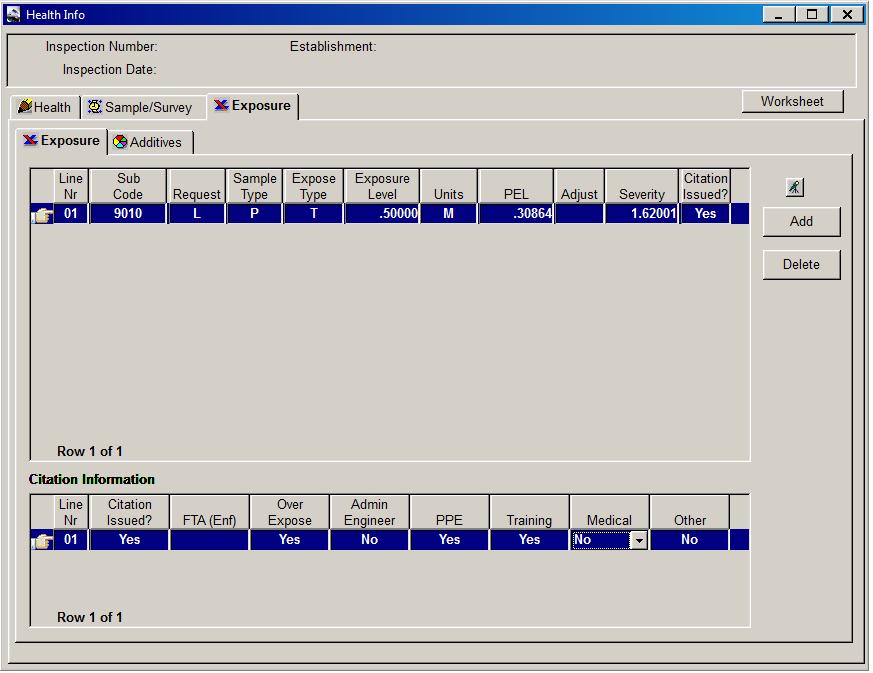 Health Info
Inspection Number: Establishment:
Inspection Date:
Health Sample/Survey Exposure Worksheet
Exposure Additives
Line Nr Sub Code Request Sample Type Expose Type Exposure Level Units PEL Adjust Severity Citation Issued?
01 9010 L P T .50000 M .30864 1.62001 Yes
Add
Delete
Row 1 of 1
Citation Information
Line Nr Citation Issued? FTA (Enf) Over Expose Admin Engineer PPE Training Medical Other
01 Yes Yes No Yes Yes No No
Row 1 of 1